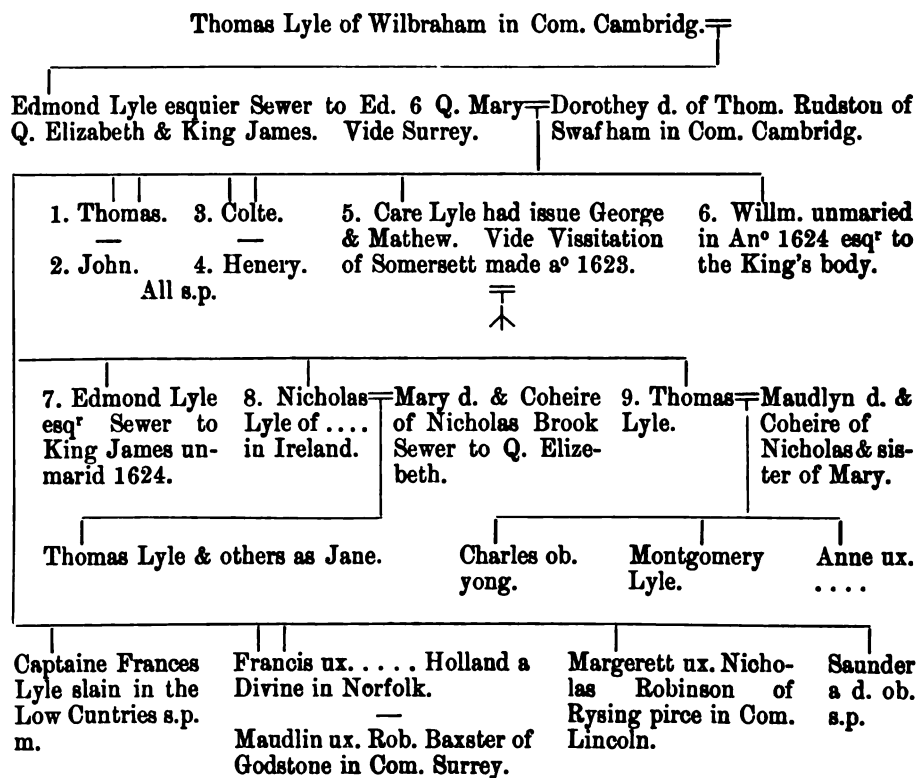 Thomas Lyle of Wilbraham in Com. Cambridg.
Edmond Lyle esquier Sewer to Ed. 6 Q. Mary
Q. Elizabeth & King James. Vide Surrey.
Dorothey d. of Thom. Rudston of
Swafham in Com. Cambridg.
1. Thomas.
—
2. John.
3. Colte.
—
4. Henery.
All s.p.
5. Care Lyle had issue George
& Mathew. Vide Vissitation
of Somersett made aº 1623.
6. Willm. unmaried
in Anº 1624 esqʳ to
the King's body.
7. Edmond Lyle
esqʳ Sewer to
King James un-
marid 1624.
8. Nicholas
Lyle of ....
in Ireland.
Mary d. & Coheire
of Nicholas Brook
Sewer to Q. Elize-
beth.
9. Thomas
Lyle.
Maudlyn d. &
Coheire of
Nicholas & sis-
ter of Mary.
Thomas Lyle & others as Jane.
Charles ob.
yong.
Montgomery
Lyle.
Anne ux.
....
Captaine Frances
Lyle slain in the
Low Cuntries s.p.
m.
Francis ux. ..... Holland a
Divine in Norfolk.
—
Maudlin ux. Rob. Baxster of
Godstone in Com. Surrey.
Margerett ux. Nicho-
las Robinson of
Rysing pirce in Com.
Lincoln.
Saunder
a d. ob.
s.p.